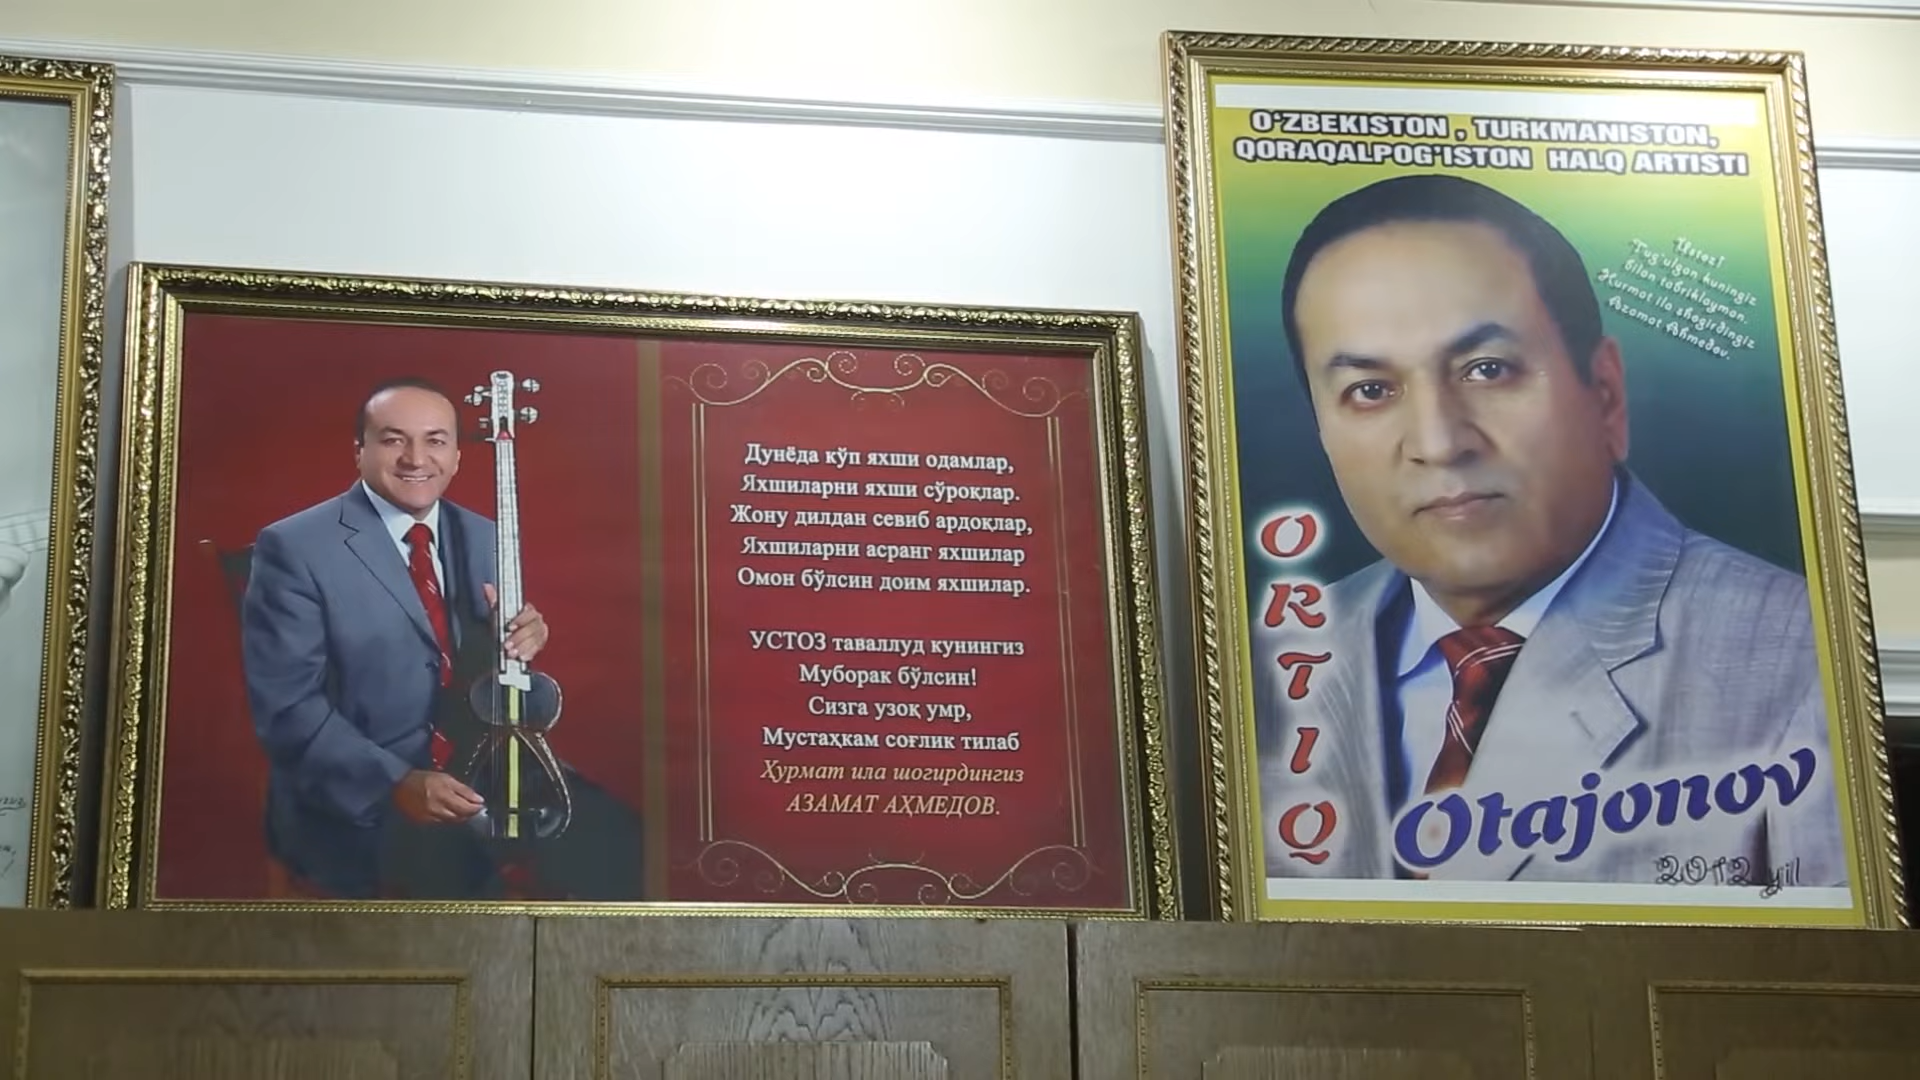 Дунёда кўп яхши одамлар,
Яхшиларни яхши сўроқлар.
Жону дилдан севиб ардоқлар,
Яхшиларни асранг яхшилар
Омон бўлсин доим яхшилар.
УСТОЗ таваллуд кунингиз
Муборак бўлсин!
Сизга узоқ умр,
Мустаҳкам соғлик тилаб
Ҳурмат ила шогирдингиз
АЗАМАТ АҲМЕДОВ.
O‘ZBEKISTON , TURKMANISTON,
QORAQALPOG'ISTON HALQ ARTISTI
Ustoz!
Tug'ulgan kuningiz
bilan tabriklayman.
Hurmat ila shogirdingiz
Azamat Ahmedov.
ORTIQ
Otajonov
2012 yil